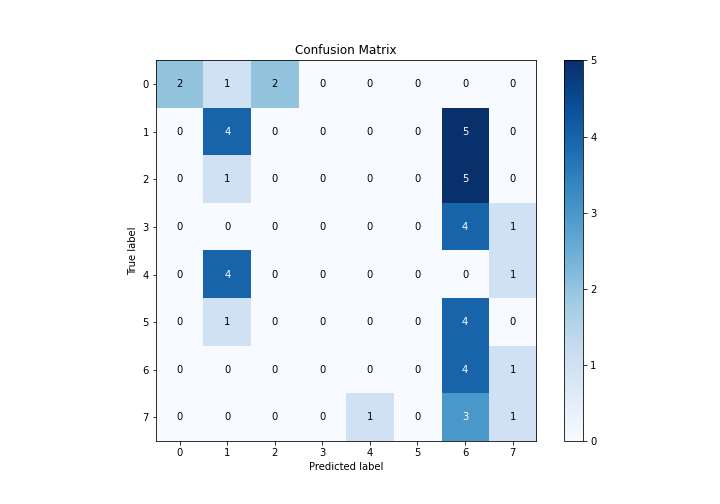 Confusion Matrix
0 2 1 2 0 0 0 0 0
1 0 4 0 0 0 0 5 0
2 0 1 0 0 0 0 5 0
3 0 0 0 0 0 0 4 1
4 0 4 0 0 0 0 0 1
5 0 1 0 0 0 0 4 0
6 0 0 0 0 0 0 4 1
7 0 0 0 0 1 0 3 1
0 1 2 3 4 5 6 7
True label
Predicted label
5
4
3
2
1
0